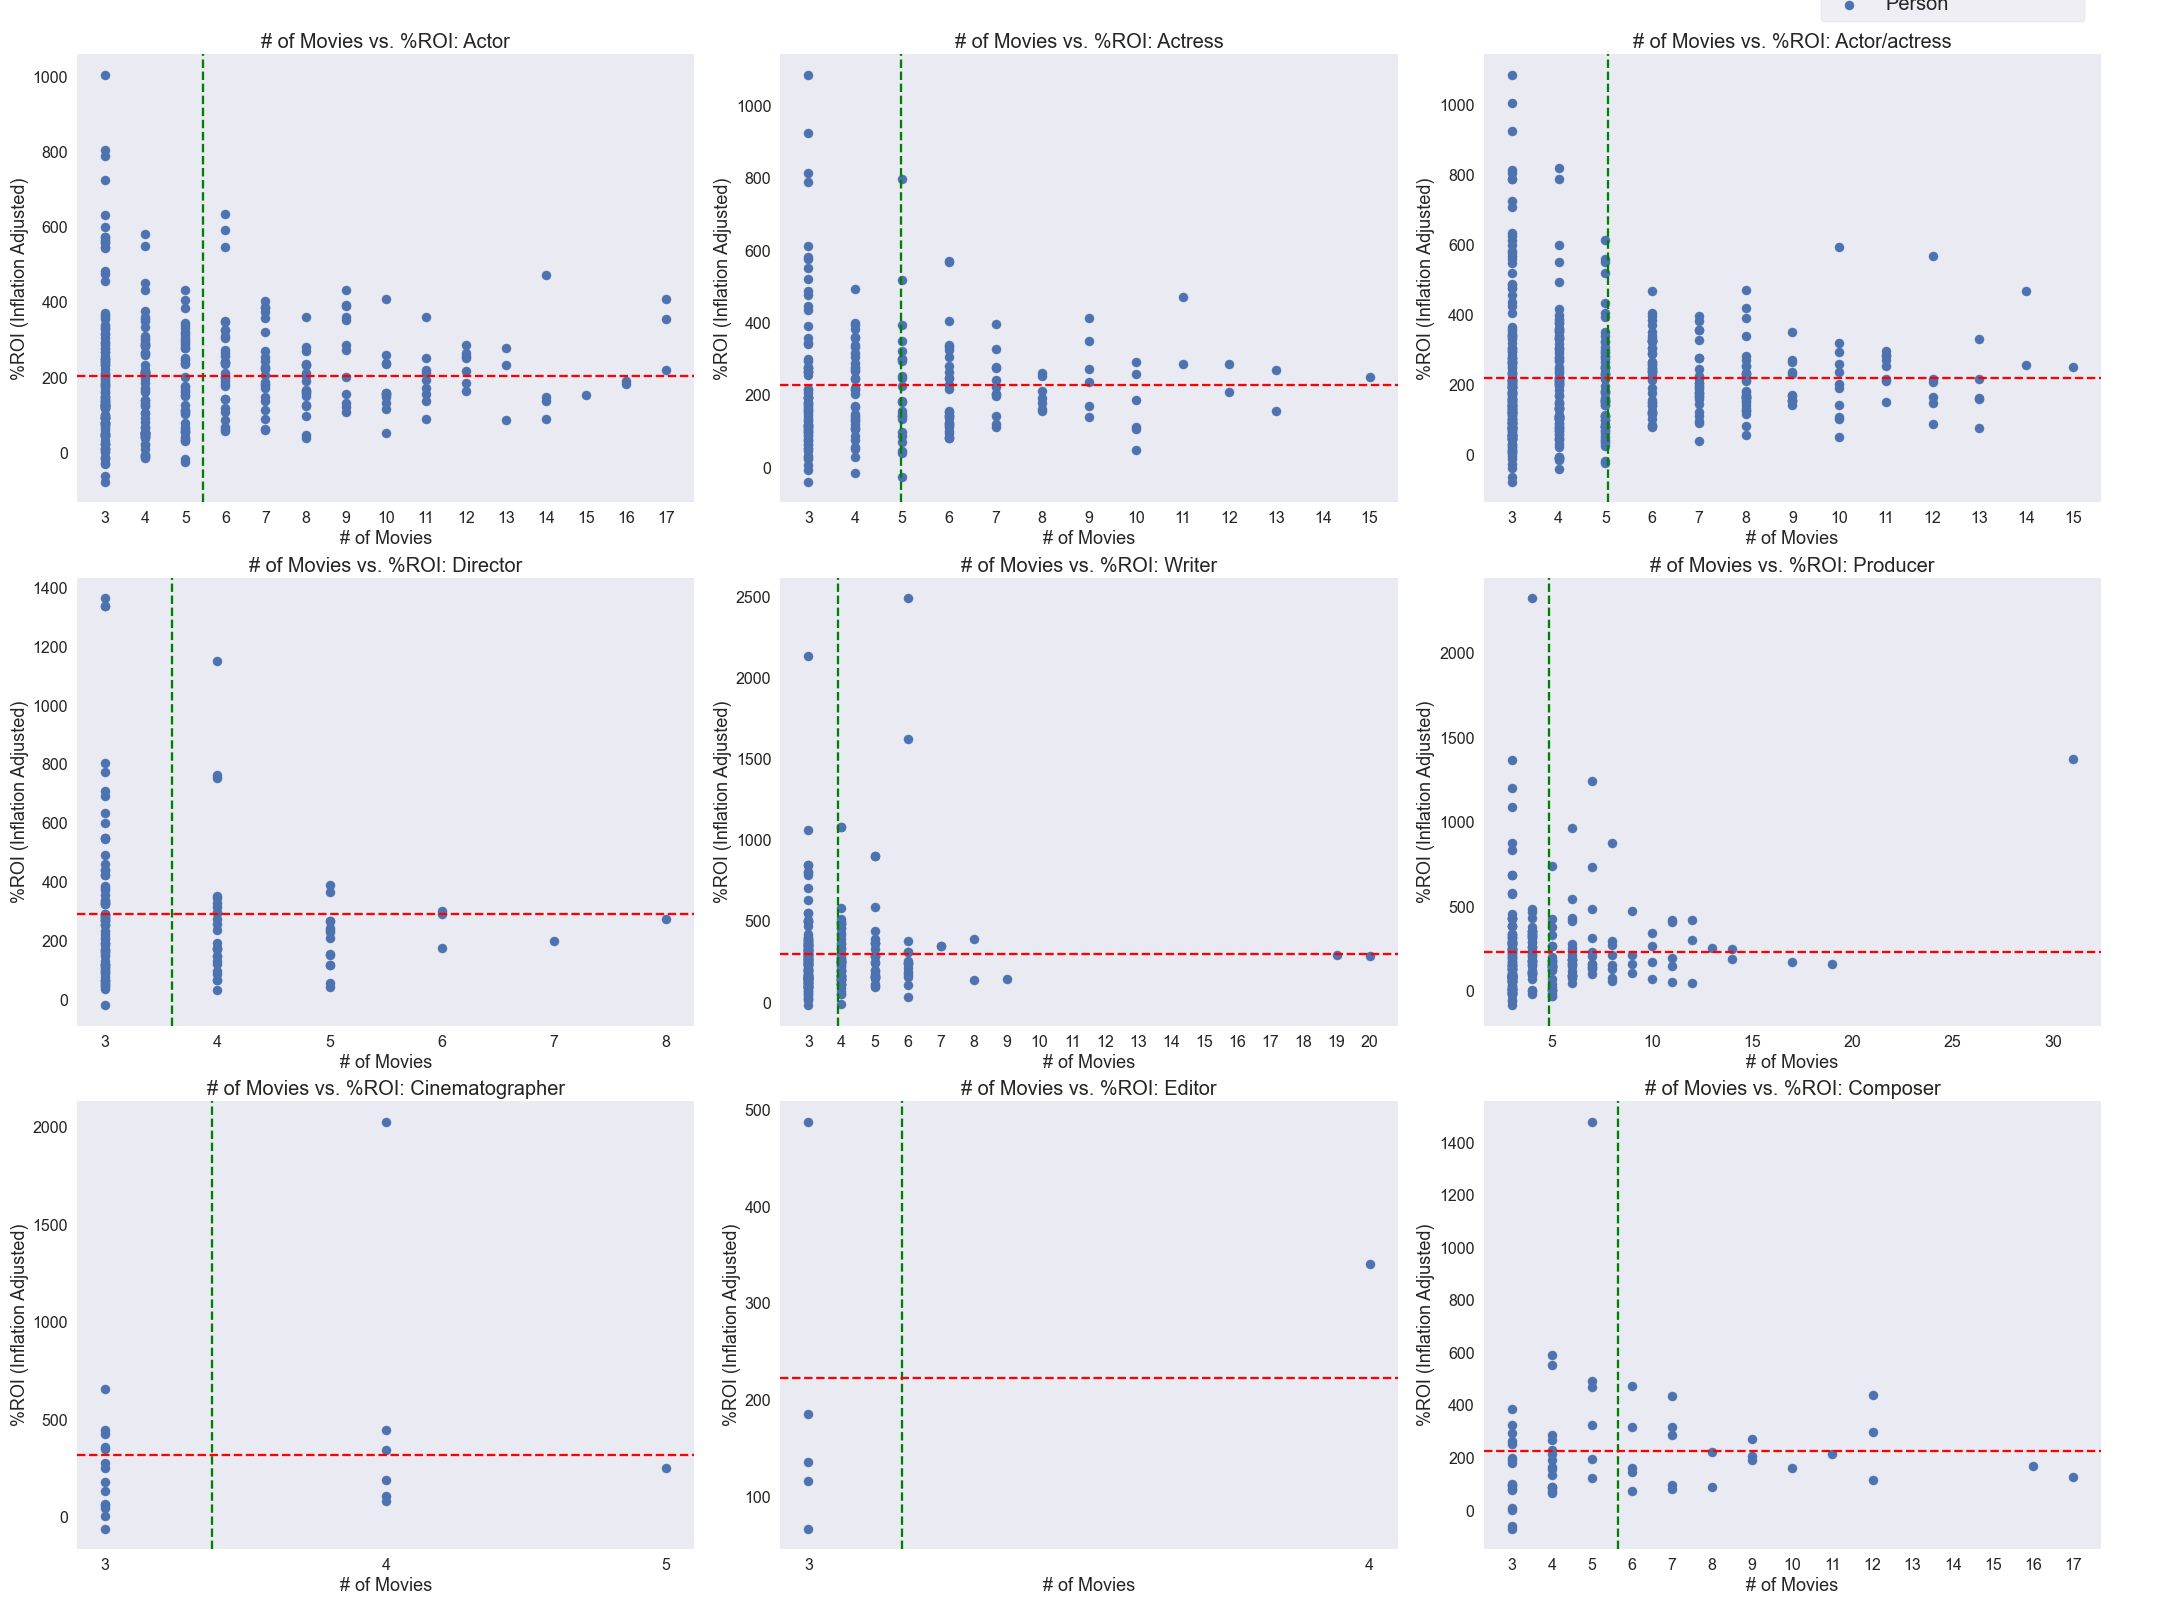 Person
# of Movies vs. %ROI: Actor
%ROI (Inflation Adjusted)
1000
800
600
400
200
0
3 4 5 6 7 8 9 10 11 12 13 14 15 16 17
# of Movies
# of Movies vs. %ROI: Actress
%ROI (Inflation Adjusted)
1000
800
600
400
200
0
3 4 5 6 7 8 9 10 11 12 13 14 15
# of Movies
# of Movies vs. %ROI: Actor/actress
%ROI (Inflation Adjusted)
1000
800
600
400
200
0
3 4 5 6 7 8 9 10 11 12 13 14 15
# of Movies
# of Movies vs. %ROI: Director
%ROI (Inflation Adjusted)
1400
1200
1000
800
600
400
200
0
3 4 5 6 7 8
# of Movies
# of Movies vs. %ROI: Writer
%ROI (Inflation Adjusted)
2500
2000
1500
1000
500
0
3 4 5 6 7 8 9 10 11 12 13 14 15 16 17 18 19 20
# of Movies
# of Movies vs. %ROI: Producer
%ROI (Inflation Adjusted)
2000
1500
1000
500
0
5 10 15 20 25 30
# of Movies
# of Movies vs. %ROI: Cinematographer
%ROI (Inflation Adjusted)
2000
1500
1000
500
0
3 4 5
# of Movies
# of Movies vs. %ROI: Editor
%ROI (Inflation Adjusted)
500
400
300
200
100
3 4
# of Movies
# of Movies vs. %ROI: Composer
%ROI (Inflation Adjusted)
1400
1200
1000
800
600
400
200
0
3 4 5 6 7 8 9 10 11 12 13 14 15 16 17
# of Movies